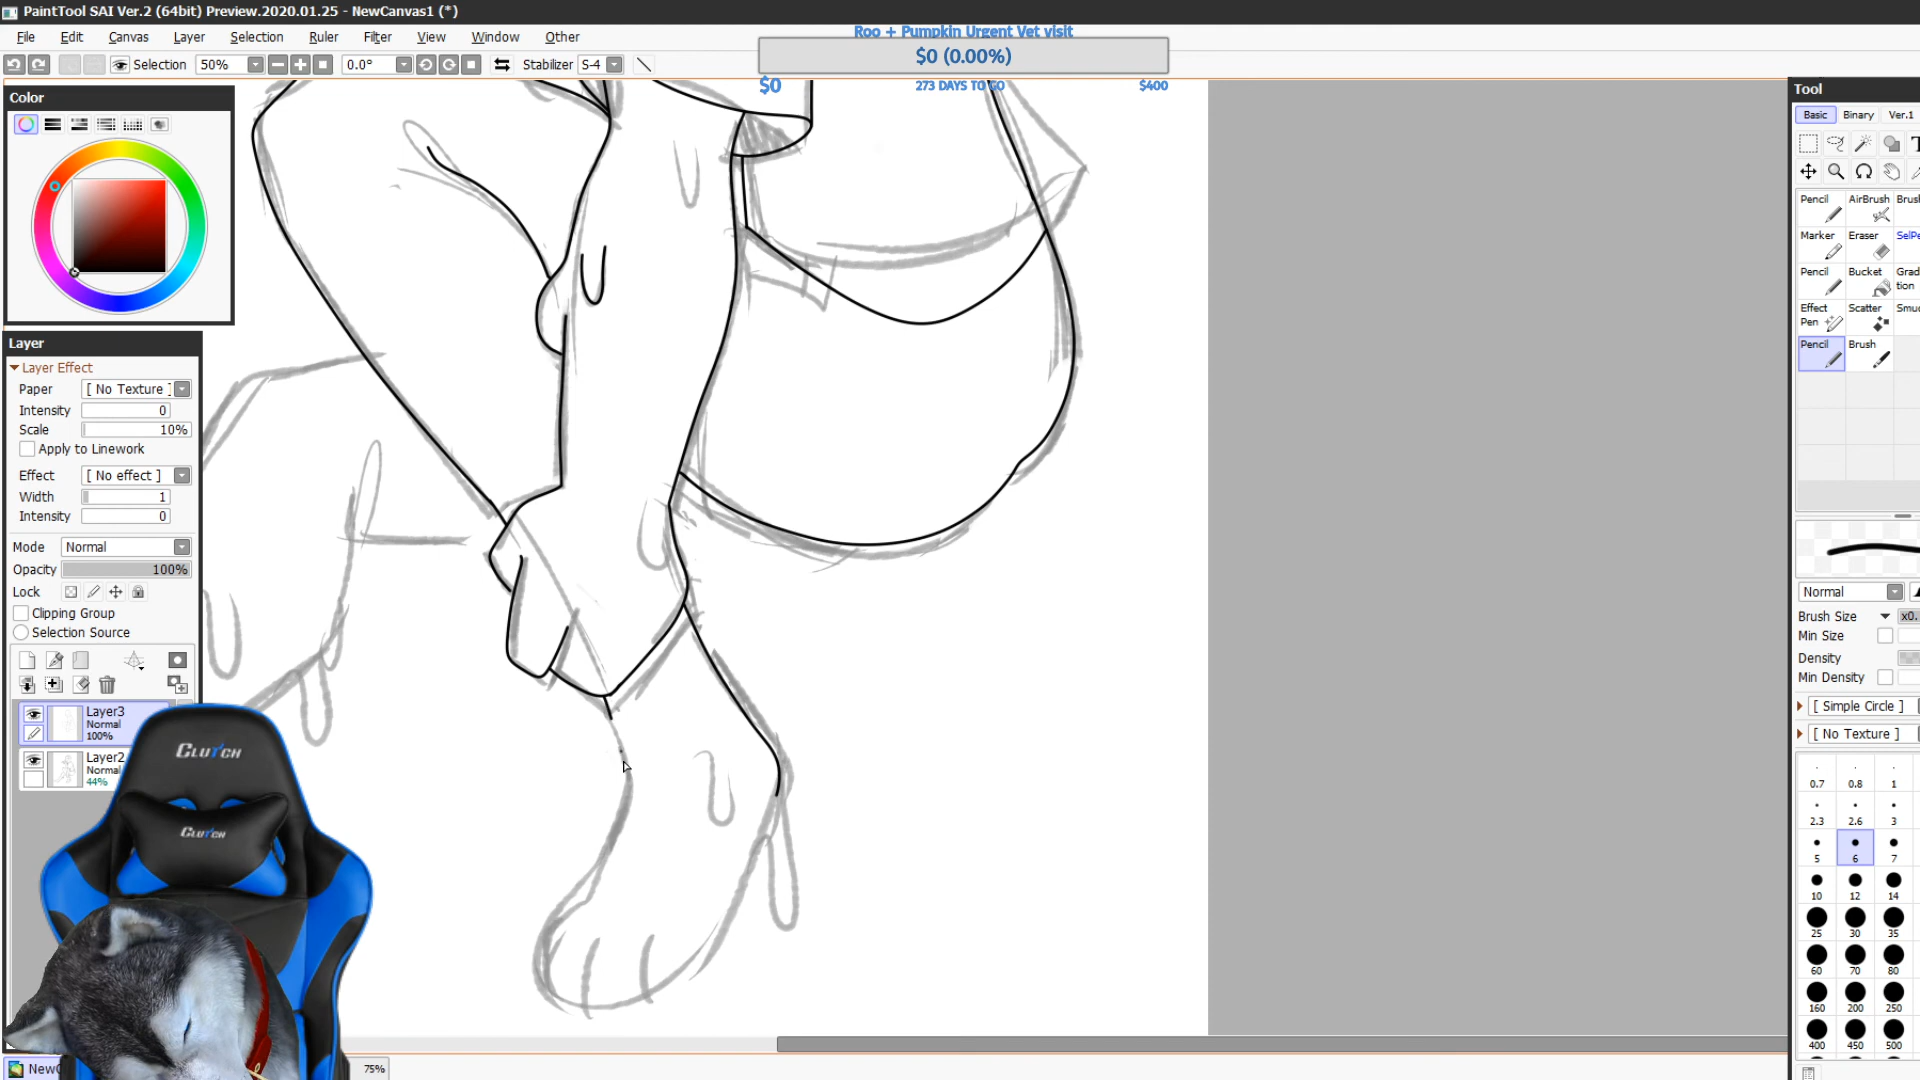 PaintTool SAI Ver.2 (64bit) Preview.2020.01.25 - NewCanvas1 (*)
File Edit Canvas Layer Selection Ruler Filter View Window Other
Roo + Pumpkin Urgent Vet visit
$0 (0.00%)
$0 273 DAYS TO GO $400
Selection 50% 0.0° Stabilizer S-4
Color
Layer
Layer Effect
Paper [ No Texture ]
Intensity 0
Scale 10%
Apply to Linework
Effect [ No effect ]
Width 1
Intensity 0
Mode Normal
Opacity 100%
Lock
Clipping Group
Selection Source
Layer3
Normal
100%
Layer2
Normal
44%
CLUTCH
CLUTCH
NewC
75%
Tool
Basic Binary Ver.1
T
Pencil AirBrush Brus
Marker Eraser SelPe
Pencil Bucket Grad
tion
Effect Scatter Smu
Pen
Pencil Brush
Normal
Brush Size x0.
Min Size
Density
Min Density
[ Simple Circle ]
[ No Texture ]
0.7 0.8 1
2.3 2.6 3
5 6 7
10 12 14
25 30 35
60 70 80
160 200 250
400 450 500